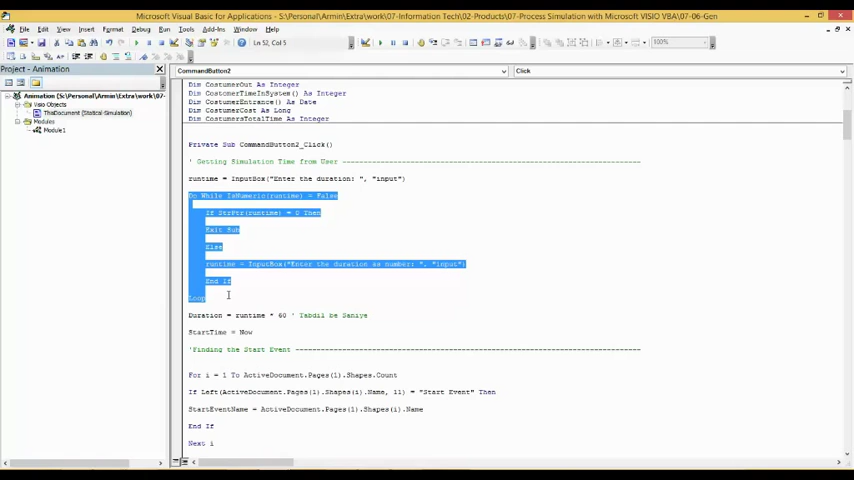 Microsoft Visual Basic for Applications - S:\Personal\Armin\Extra\work\07-Information Tech\02-Products\07-Process Simulation with Microsoft VISIO VBA\07-06-Gen
File Edit View Insert Format Debug Run Tools Add-Ins Window Help
Ln 52, Col 5
100%
Project - Animation
CommandButton2
Click
Animation (S:\Personal\Armin\Extra\work\07-
Visio Objects
ThisDocument (Statical-Simulation)
Modules
Module1
Dim CostumerOut As Integer
Dim CostomerTimeInSystem() As Integer
Dim CostumerEntrance() As Date
Dim CostumerCost As Long
Dim CostumersTotalTime As Integer
Private Sub CommandButton2_Click()
' Getting Simulation Time from User ------------------------------------------------------------
runtime = InputBox("Enter the duration: ", "input")
Do While IsNumeric(runtime) = False
If StrPtr(runtime) = 0 Then
Exit Sub
Else
runtime = InputBox("Enter the duration as number: ", "input")
End If
Loop
Duration = runtime * 60 ' Tabdil be Saniye
StartTime = Now
'Finding the Start Event ------------------------------------------------------------------------
For i = 1 To ActiveDocument.Pages(1).Shapes.Count
If Left(ActiveDocument.Pages(1).Shapes(i).Name, 11) = "Start Event" Then
StartEventName = ActiveDocument.Pages(1).Shapes(i).Name
End If
Next i